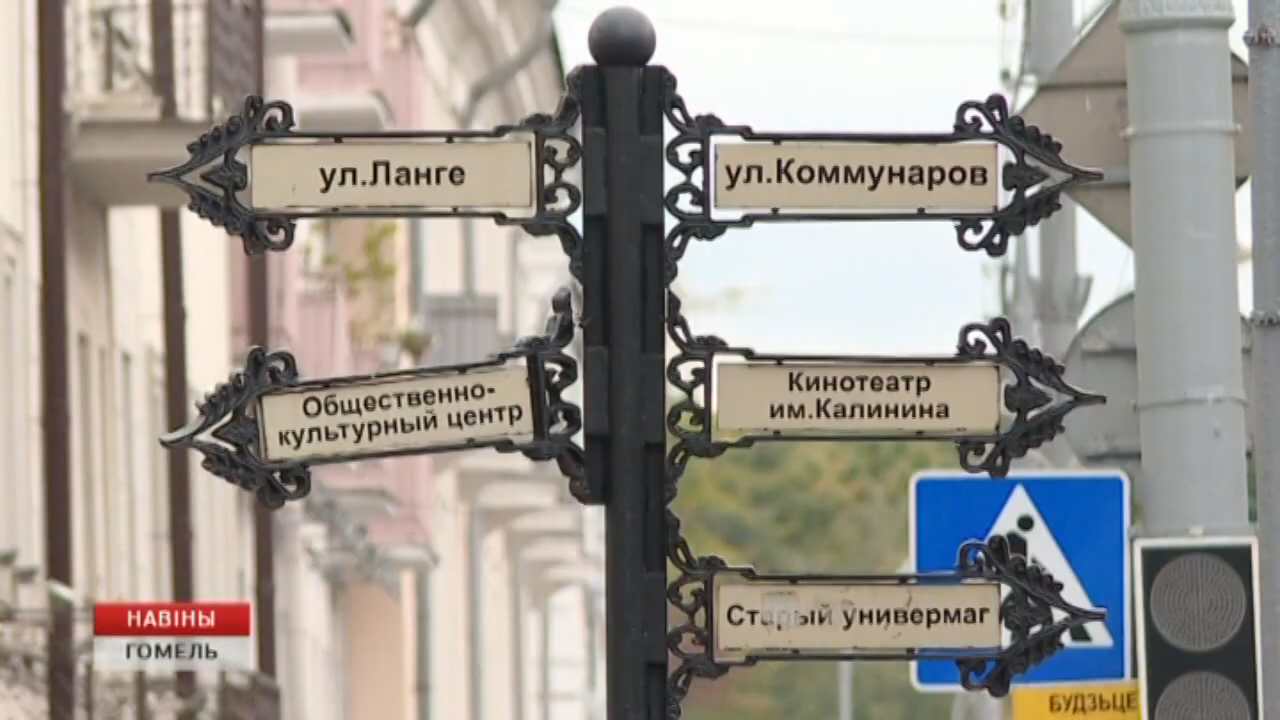 ул.Ланге
ул.Коммунаров
Общественно-
культурный центр
Кинотеатр
им.Калинина
Старый универмаг
НАВІНЫ
ГОМЕЛЬ
БУДЗЬЦЕ